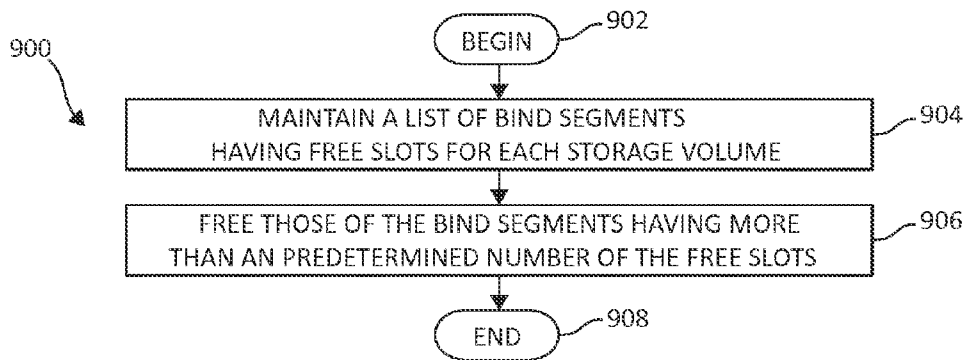 902
BEGIN
900
MAINTAIN A LIST OF BIND SEGMENTS
HAVING FREE SLOTS FOR EACH STORAGE VOLUME
904
FREE THOSE OF THE BIND SEGMENTS HAVING MORE
THAN AN PREDETERMINED NUMBER OF THE FREE SLOTS
906
END
908